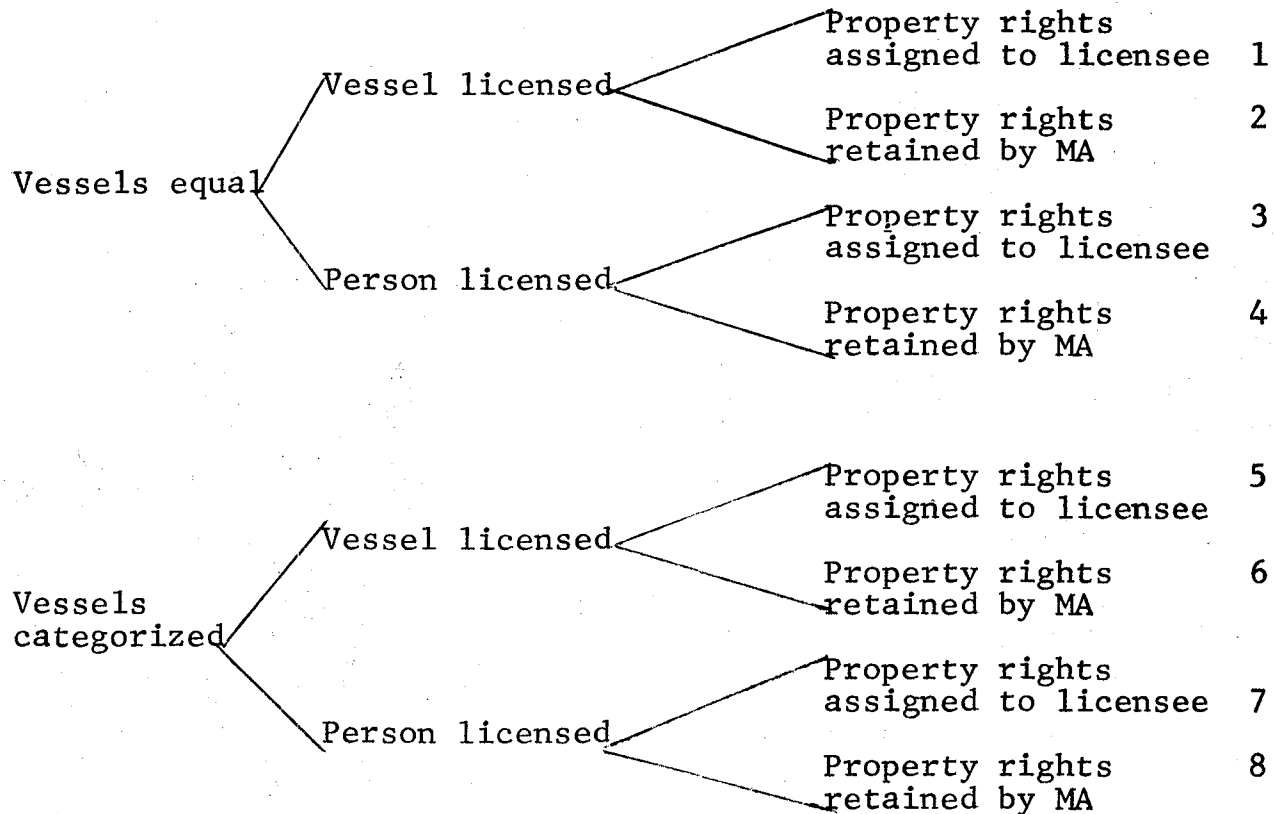 Property rights
assigned to licensee 1
Vessel licensed
Property rights 2
retained by MA
Vessels equal
Property rights 3
assigned to licensee
Person licensed
Property rights 4
retained by MA
Property rights 5
assigned to licensee
Vessel licensed
Property rights 6
retained by MA
Vessels
categorized
Property rights
assigned to licensee 7
Person licensed
Property rights 8
retained by MA